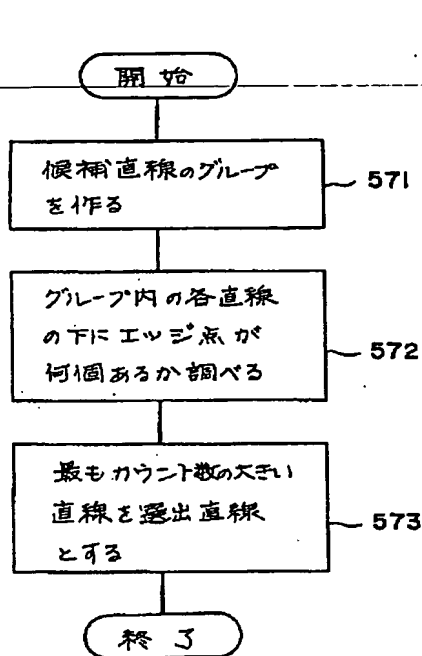 開始
候補直線のグループ
を作る
571
グループ内の各直線
の下にエッジ点が
何個あるか調べる
572
最もカウント数の大きい
直線を選出直線
とする
573
終了